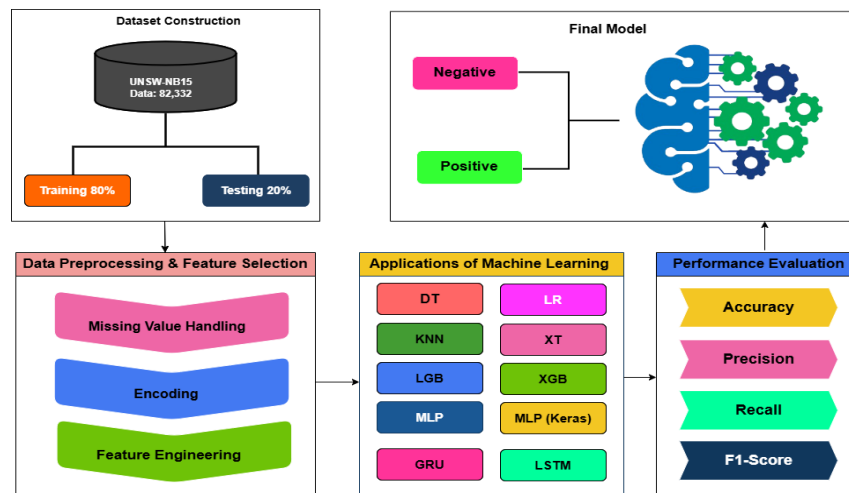 Dataset Construction
UNSW-NB15
Data: 82,332
Training 80%
Testing 20%
Final Model
Negative
Positive
Data Preprocessing & Feature Selection
Missing Value Handling
Encoding
Feature Engineering
Applications of Machine Learning
DT
LR
KNN
XT
LGB
XGB
MLP
MLP (Keras)
GRU
LSTM
Performance Evaluation
Accuracy
Precision
Recall
F1-Score